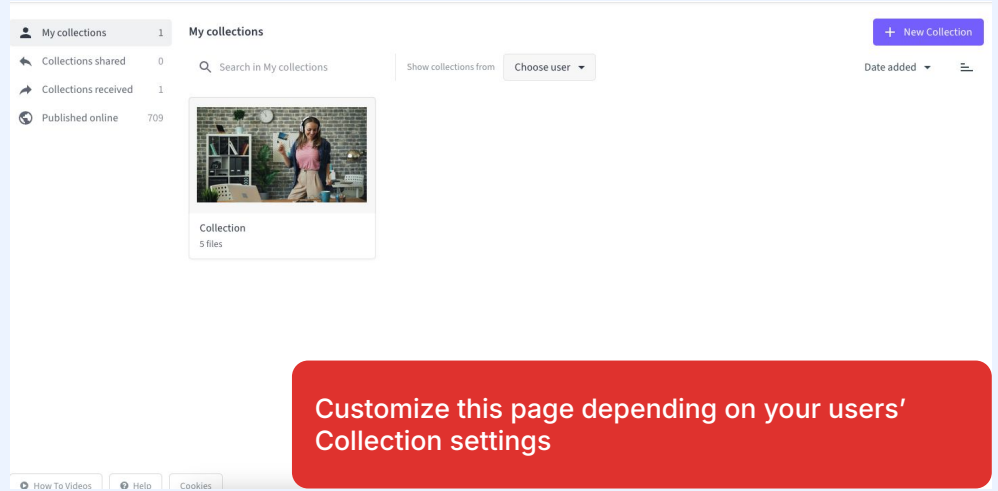 My collections 1
Collections shared 0
Collections received 1
Published online 709
My collections
+ New Collection
Search in My collections
Show collections from
Choose user
Date added
Collection
5 files
Customize this page depending on your users’
Collection settings
How To Videos
Help
Cookies